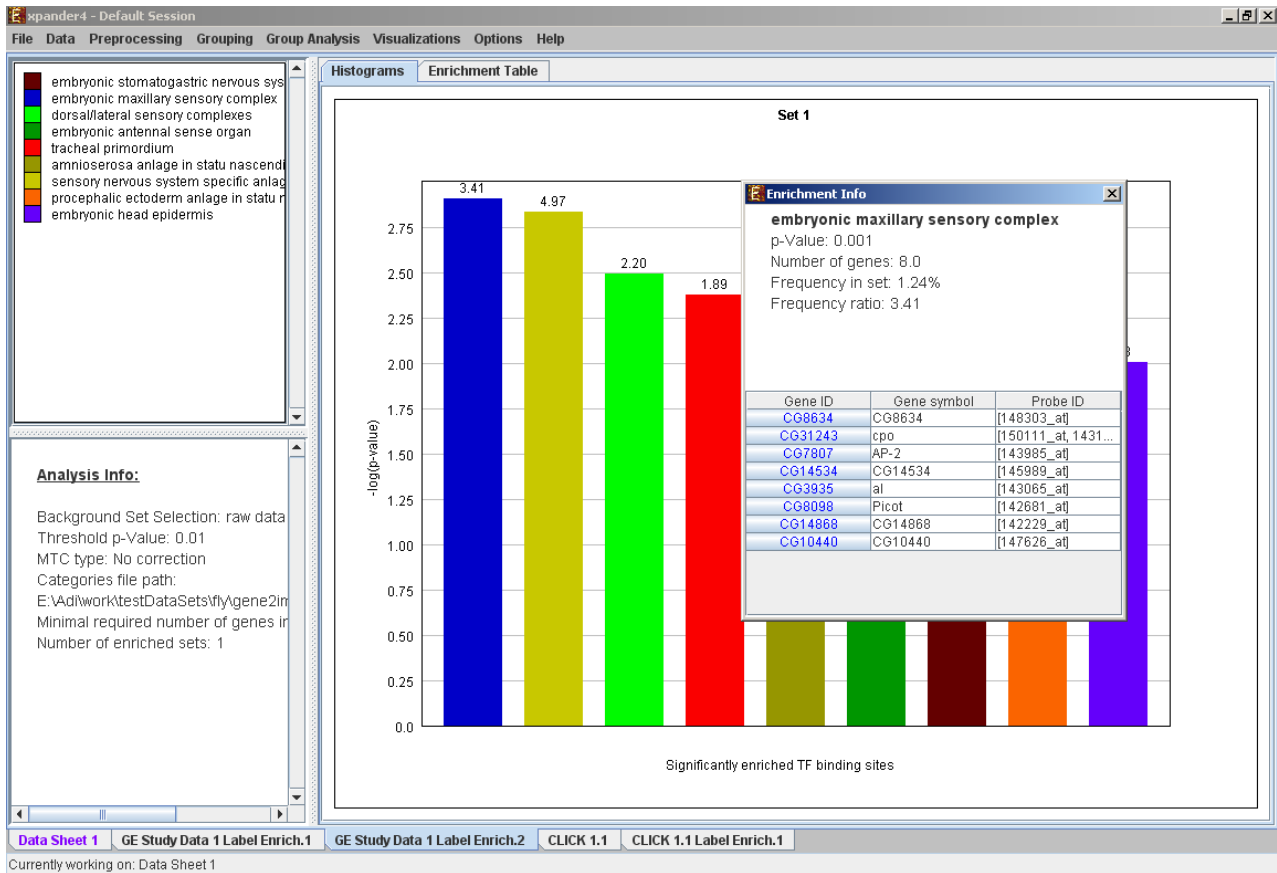 xpander4 - Default Session
File Data Preprocessing Grouping Group Analysis Visualizations Options Help
embryonic stomatogastric nervous sys
embryonic maxillary sensory complex
dorsal/lateral sensory complexes
embryonic antennal sense organ
tracheal primordium
amnioserosa anlage in statu nascendi
sensory nervous system specific anlag
procephalic ectoderm anlage in statu n
embryonic head epidermis
Analysis Info:
Background Set Selection: raw data
Threshold p-Value: 0.01
MTC type: No correction
Categories file path:
E:\Adi\work\testDataSets\fly\gene2im
Minimal required number of genes in
Number of enriched sets: 1
Histograms Enrichment Table
Set 1
3.41
4.97
2.20
1.89
3
2.75
2.50
2.25
2.00
1.75
1.50
1.25
1.00
0.75
0.50
0.25
0.0
-log(p-value)
Significantly enriched TF binding sites
Enrichment Info
embryonic maxillary sensory complex
p-Value: 0.001
Number of genes: 8.0
Frequency in set: 1.24%
Frequency ratio: 3.41
Gene ID Gene symbol Probe ID
CG8634 CG8634 [148303_at]
CG31243 cpo [150111_at, 1431...
CG7807 AP-2 [143985_at]
CG14534 CG14534 [145989_at]
CG3935 al [143065_at]
CG8098 Picot [142681_at]
CG14868 CG14868 [142229_at]
CG10440 CG10440 [147626_at]
Data Sheet 1 GE Study Data 1 Label Enrich.1 GE Study Data 1 Label Enrich.2 CLICK 1.1 CLICK 1.1 Label Enrich.1
Currently working on: Data Sheet 1